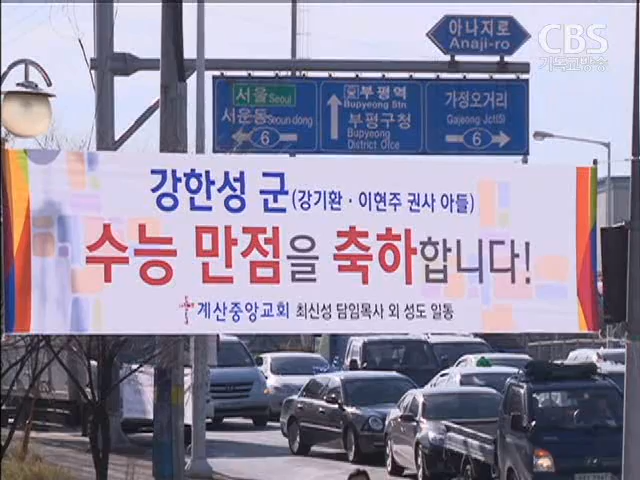 아나지로
Anaji-ro
CBS
기독교방송
서울 Seoul
서운동 Seoun-dong
6
부평역
Bupyeong Stn
부평구청
Bupyeong
District Office
가정오거리
Gajeong Jct(5)
6
강한성 군(강기환·이현주 권사 아들)
수능 만점을 축하합니다!
계산중앙교회 최신성 담임목사 외 성도 일동
CBS